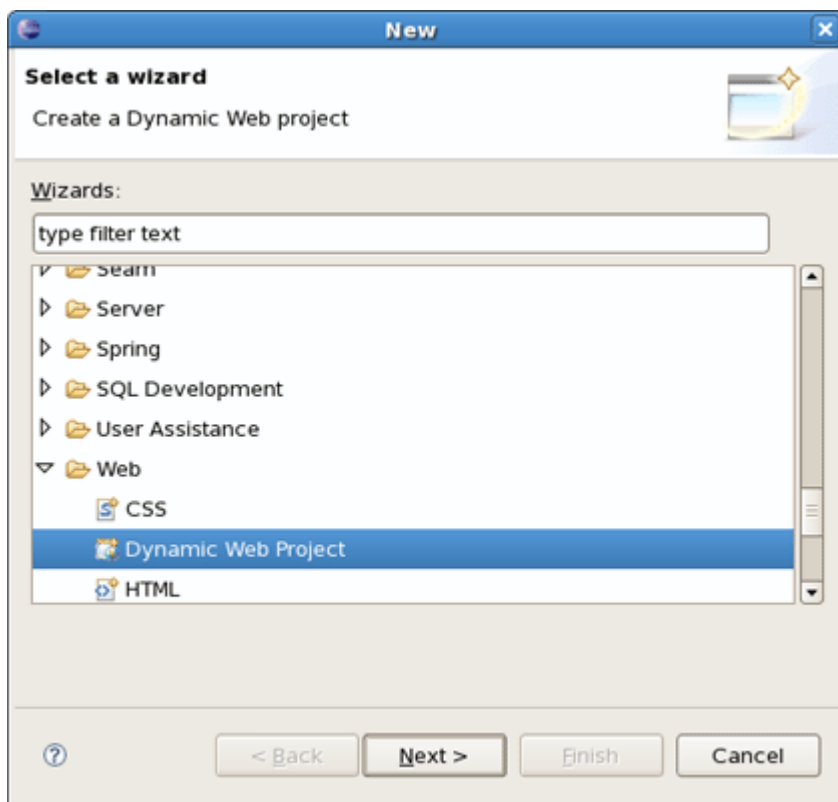 New
Select a wizard
Create a Dynamic Web project
Wizards:
type filter text
Seam
Server
Spring
SQL Development
User Assistance
Web
CSS
Dynamic Web Project
HTML
< Back Next > Finish Cancel